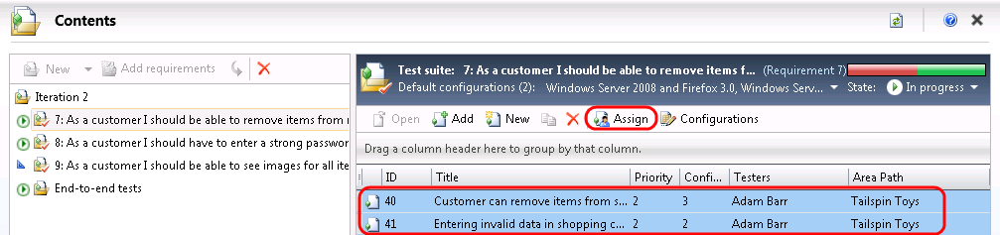 Contents
New
Add requirements
Iteration 2
7: As a customer I should be able to remove items from
8: As a customer I should have to enter a strong passwor
9: As a customer I should be able to see images for all ite
End-to-end tests
Test suite: 7: As a customer I should be able to remove items f... (Requirement 7)
Default configurations (2): Windows Server 2008 and Firefox 3.0, Windows Serv... State: In progress
Open Add New Assign Configurations
Drag a column header here to group by that column.
ID Title Priority Confi... Testers Area Path
40 Customer can remove items from s... 2 3 Adam Barr Tailspin Toys
41 Entering invalid data in shopping c... 2 2 Adam Barr Tailspin Toys